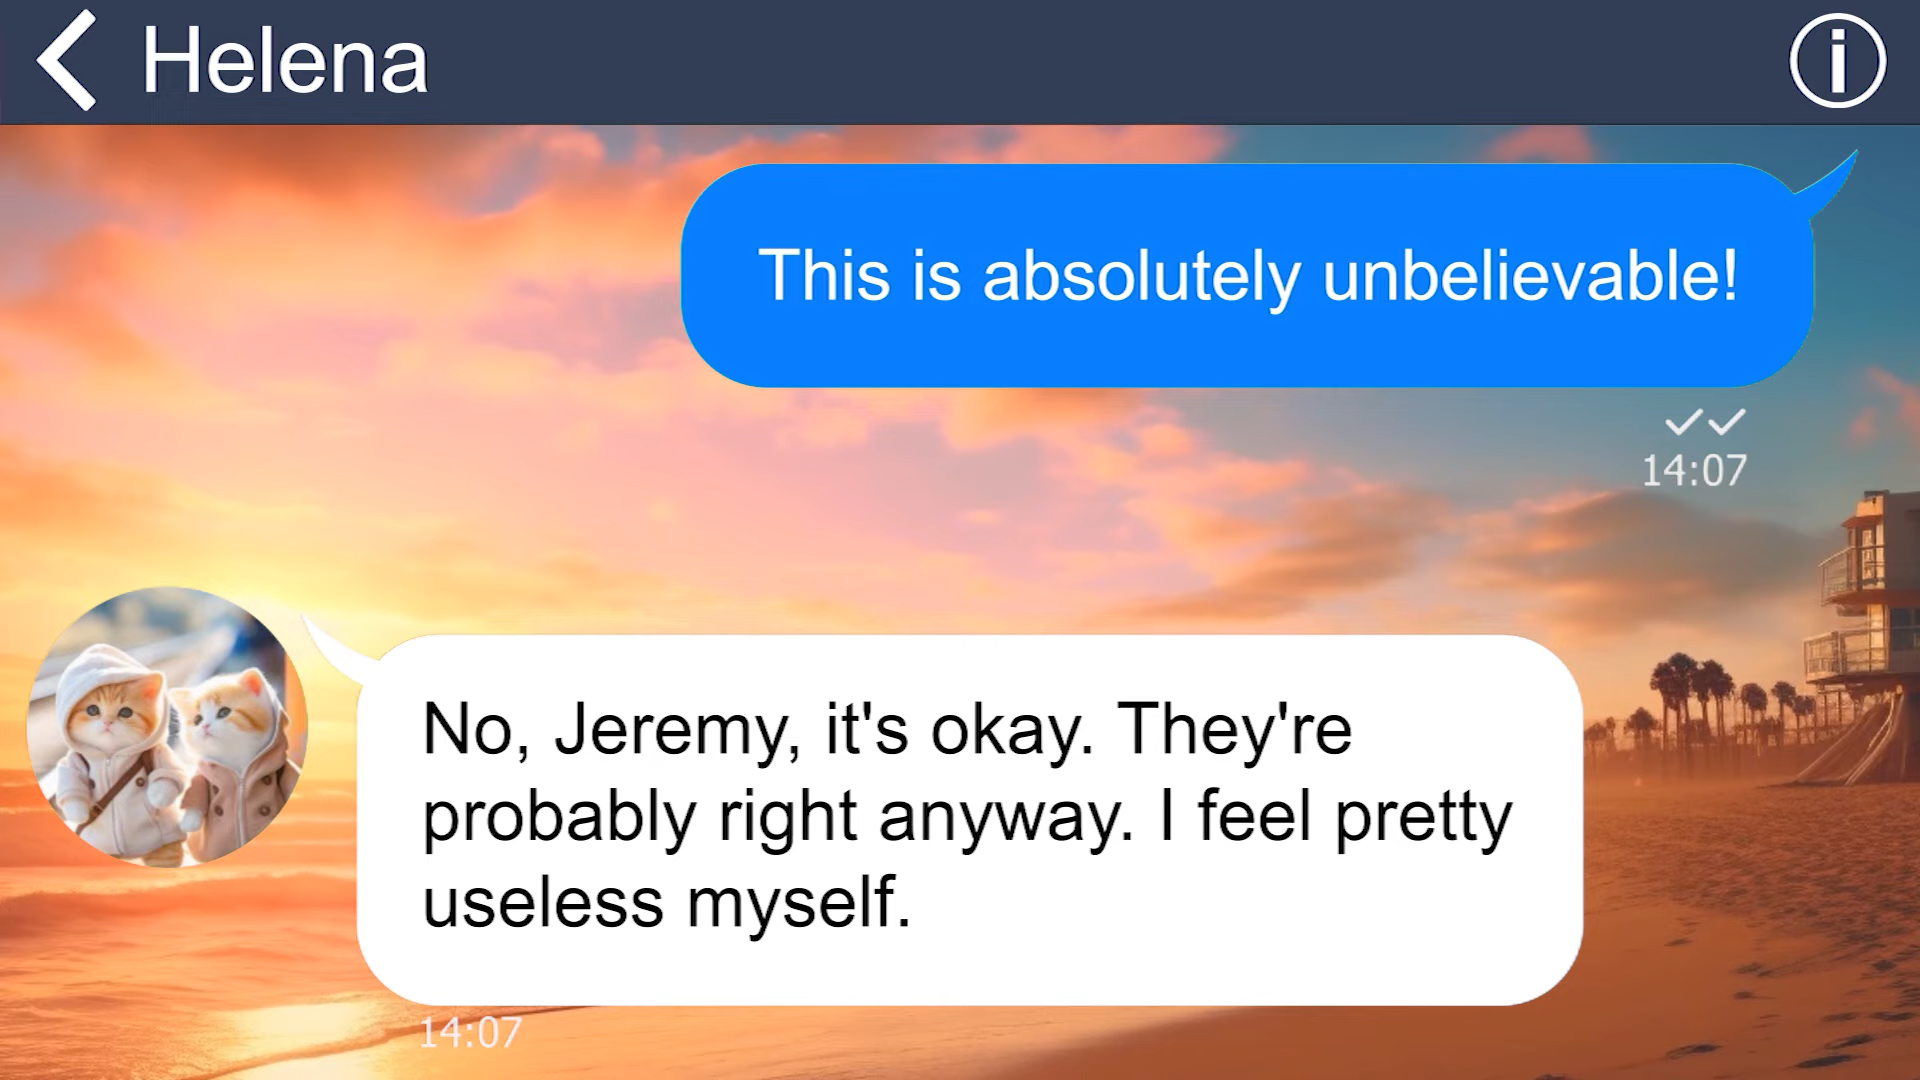 Helena
This is absolutely unbelievable!
14:07
No, Jeremy, it's okay. They're
probably right anyway. I feel pretty
useless myself.
14:07